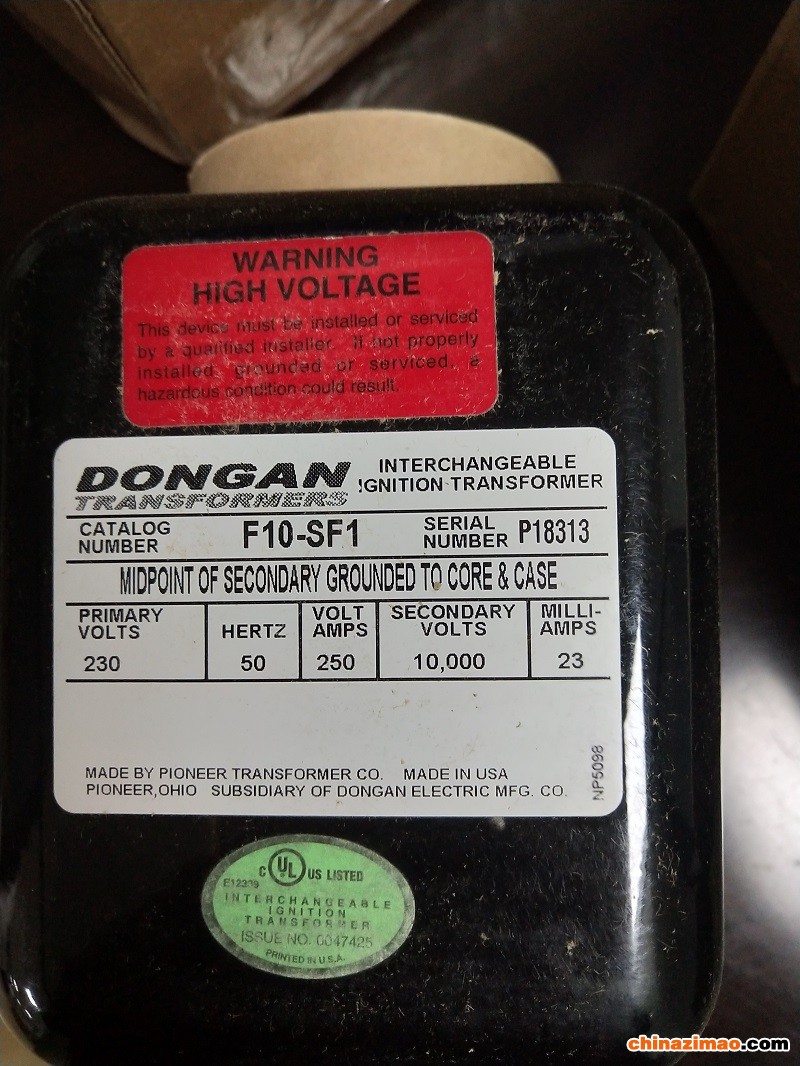 WARNING
HIGH VOLTAGE
This device must be installed or serviced
by a qualified installer. If not properly
installed, grounded or serviced, a
hazardous condition could result.
DONGAN
TRANSFORMERS
INTERCHANGEABLE
IGNITION TRANSFORMER
CATALOG
NUMBER
F10-SF1
SERIAL
NUMBER
P18313
MIDPOINT OF SECONDARY GROUNDED TO CORE & CASE
PRIMARY
VOLTS
230
HERTZ
50
VOLT
AMPS
250
SECONDARY
VOLTS
10,000
MILLI-
AMPS
23
MADE BY PIONEER TRANSFORMER CO. MADE IN USA
PIONEER,OHIO SUBSIDIARY OF DONGAN ELECTRIC MFG. CO.
NP5098
C UL US LISTED
INTERCHANGEABLE
IGNITION
TRANSFORMER
ISSUE NO. 0047425
PRINTED IN U.S.A.
chinazimao.com